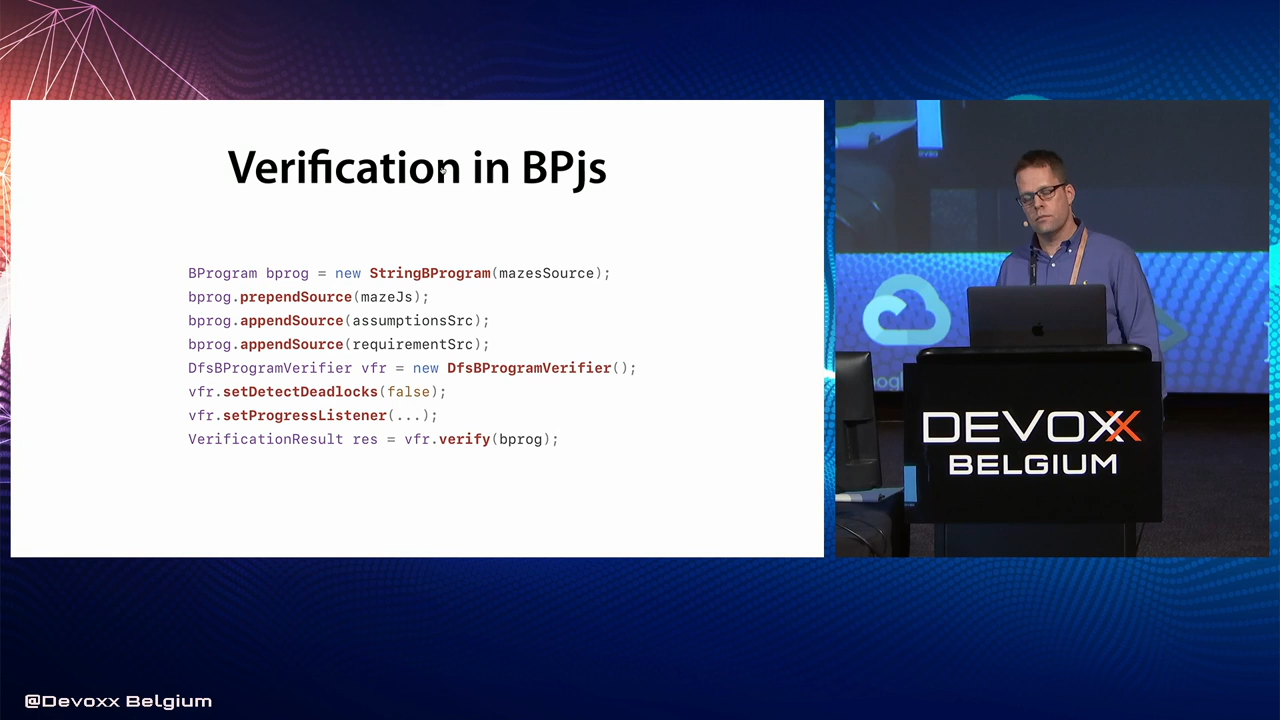 Verification in BPjs
BProgram bprog = new StringBProgram(mazesSource);
bprog.prependSource(mazeJs);
bprog.appendSource(assumptionsSrc);
bprog.appendSource(requirementSrc);
DfsBProgramVerifier vfr = new DfsBProgramVerifier();
vfr.setDetectDeadlocks(false);
vfr.setProgressListener(...);
VerificationResult res = vfr.verify(bprog);
DEVOXX
BELGIUM
@Devoxx Belgium